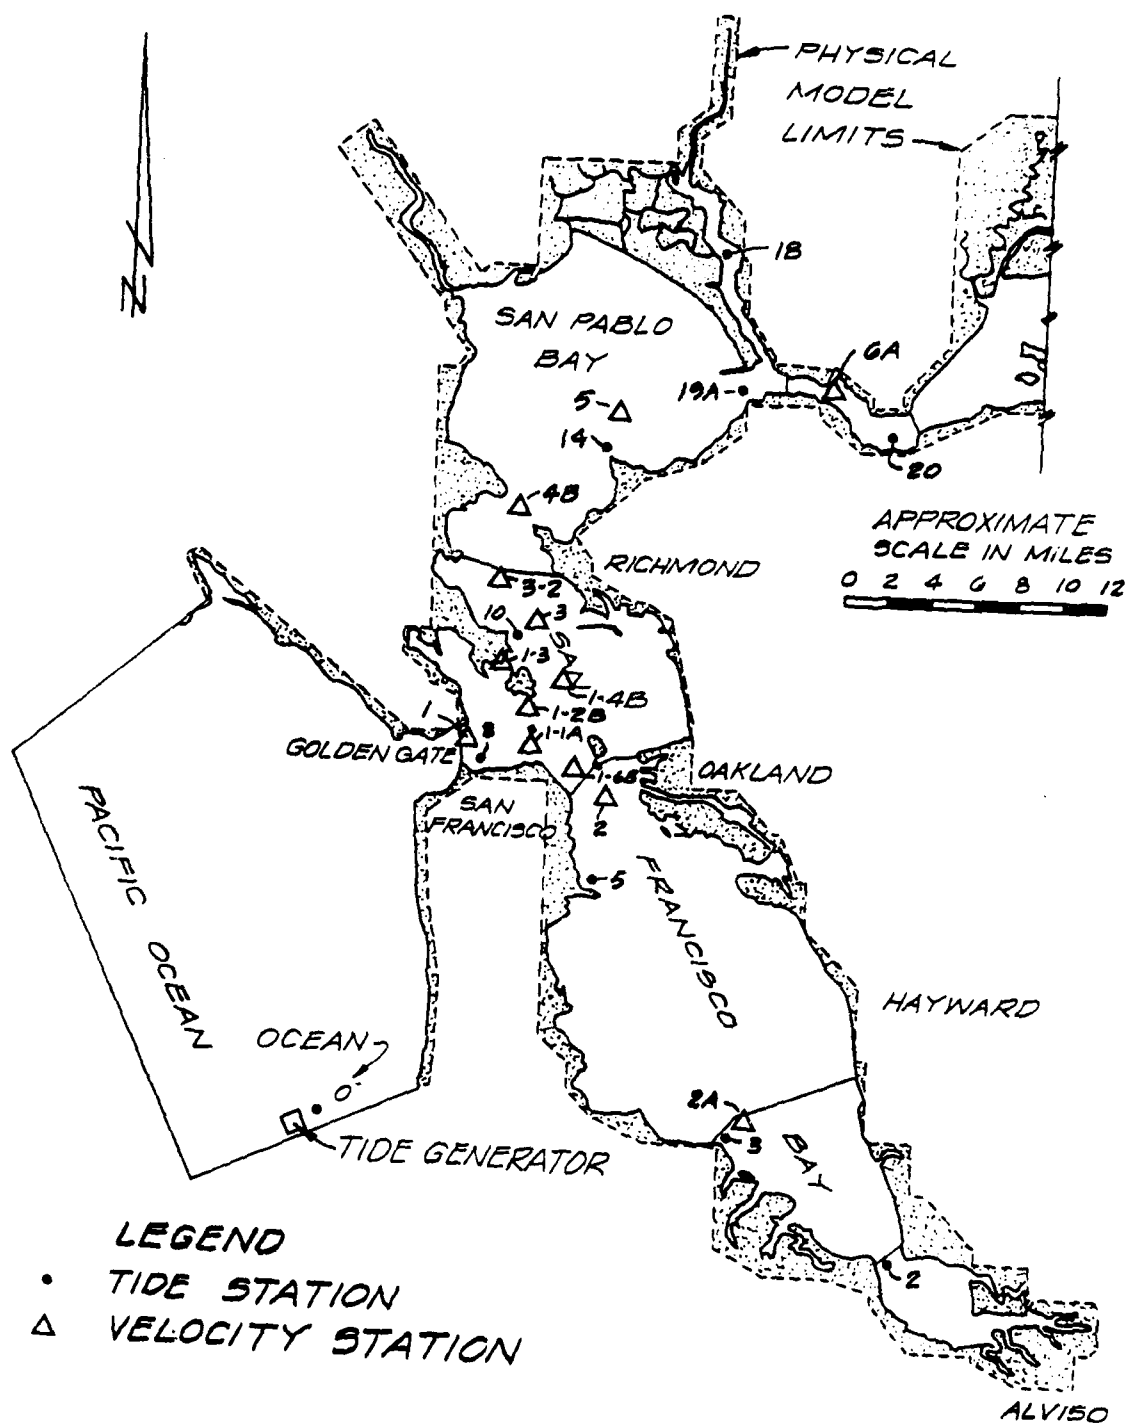 PHYSICAL
MODEL
LIMITS
N
18
SAN PABLO
BAY
6A
19A
5
14
20
4B
APPROXIMATE
SCALE IN MILES
0 2 4 6 8 10 12
RICHMOND
3-2
10
3
1-3
1-4B
1-2B
1
8
1-1A
GOLDEN GATE
1-6B
OAKLAND
SAN
FRANCISCO
2
5
PACIFIC OCEAN
SAN
FRANCISCO
BAY
HAYWARD
OCEAN
0
2A
3
TIDE GENERATOR
2
LEGEND
TIDE STATION
VELOCITY STATION
ALV150